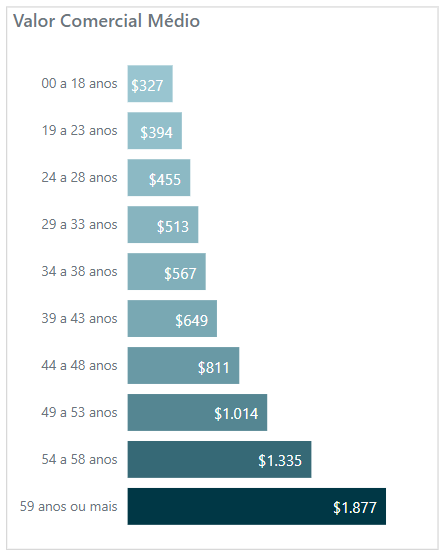 Valor Comercial Médio
00 a 18 anos $327
19 a 23 anos $394
24 a 28 anos $455
29 a 33 anos $513
34 a 38 anos $567
39 a 43 anos $649
44 a 48 anos $811
49 a 53 anos $1.014
54 a 58 anos $1.335
59 anos ou mais $1.877